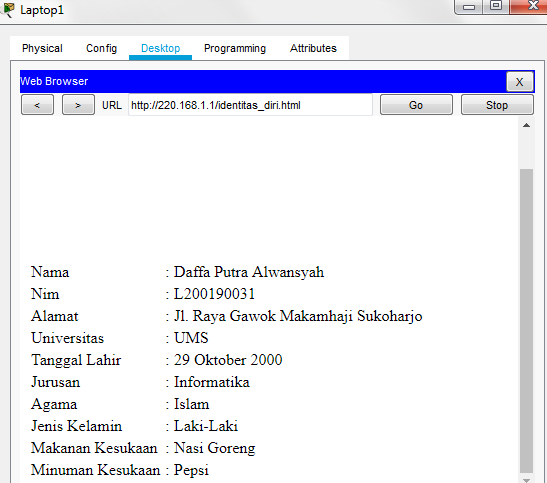 Laptop1
Physical Config Desktop Programming Attributes
Web Browser X
< > URL http://220.168.1.1/identitas_diri.html Go Stop
Nama : Daffa Putra Alwansyah
Nim : L200190031
Alamat : Jl. Raya Gawok Makamhaji Sukoharjo
Universitas : UMS
Tanggal Lahir : 29 Oktober 2000
Jurusan : Informatika
Agama : Islam
Jenis Kelamin : Laki-Laki
Makanan Kesukaan : Nasi Goreng
Minuman Kesukaan : Pepsi